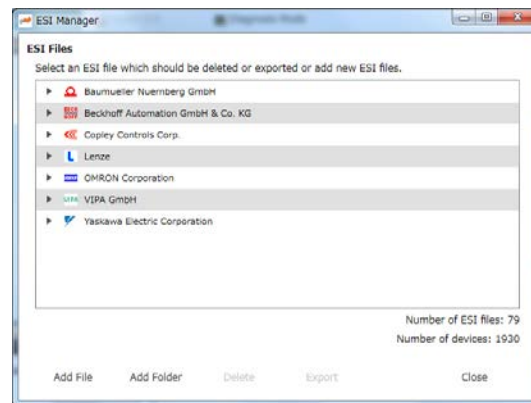 ESI Manager
ESI Files
Select an ESI file which should be deleted or exported or add new ESI files.
Baumueller Nuernberg GmbH
Beckhoff Automation GmbH & Co. KG
Copley Controls Corp.
Lenze
OMRON Corporation
VIPA GmbH
Yaskawa Electric Corporation
Number of ESI files: 79
Number of devices: 1930
Add File Add Folder Delete Export Close